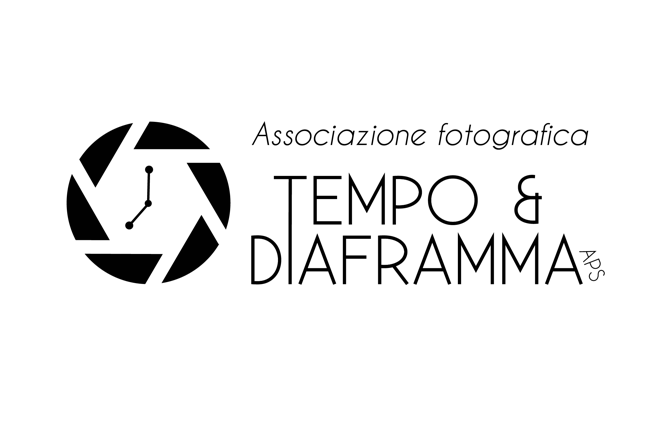 Associazione fotografica
TEMPO &
DIAFRAMMA
APS